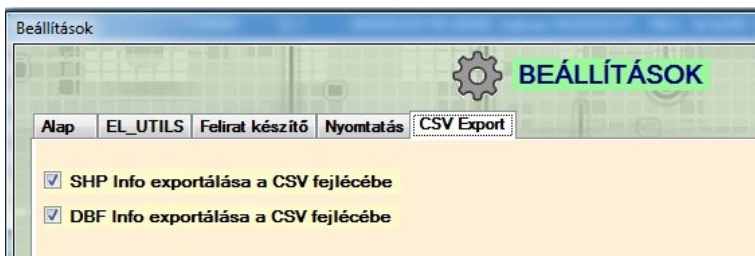 Beállítások
BEÁLLÍTÁSOK
Alap EL_UTILS Felirat készítő Nyomtatás CSV Export
SHP Info exportálása a CSV fejlécébe
DBF Info exportálása a CSV fejlécébe